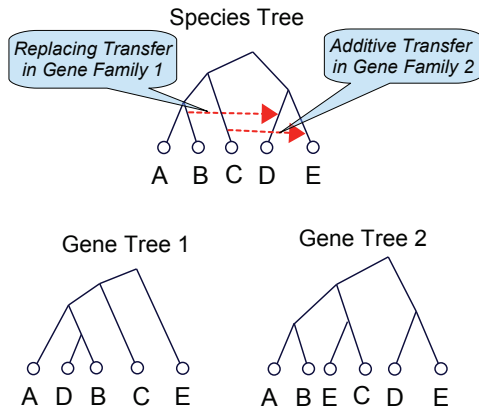 Species Tree
Replacing Transfer
in Gene Family 1
Additive Transfer
in Gene Family 2
A B C D E
Gene Tree 1
Gene Tree 2
A D B C E
A B E C D E